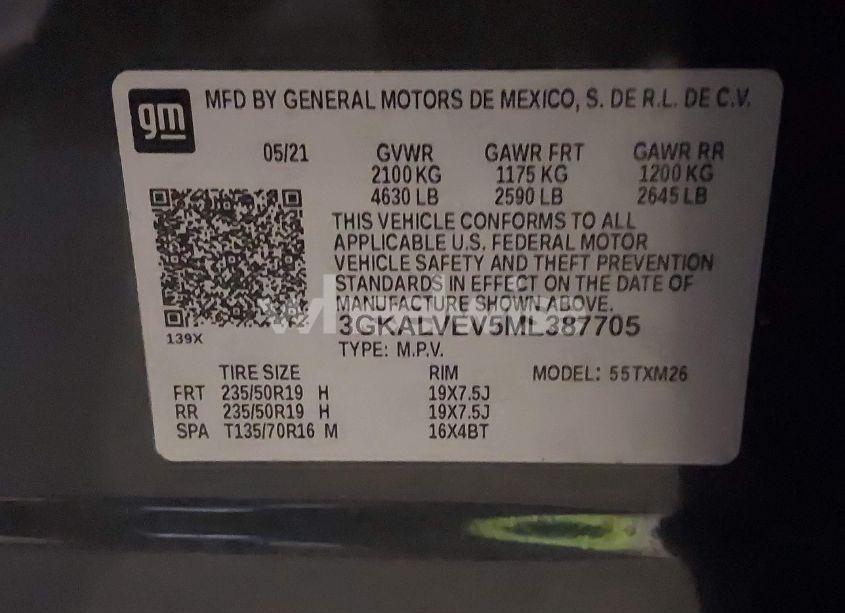 gm
MFD BY GENERAL MOTORS DE MEXICO, S. DE R.L. DE C.V.
05/21 GVWR GAWR FRT GAWR RR
2100 KG 1175 KG 1200 KG
4630 LB 2590 LB 2645 LB
THIS VEHICLE CONFORMS TO ALL
APPLICABLE U.S. FEDERAL MOTOR
VEHICLE SAFETY AND THEFT PREVENTION
STANDARDS IN EFFECT ON THE DATE OF
MANUFACTURE SHOWN ABOVE.
3GKALVEV5ML387705
139X
TYPE: M.P.V.
TIRE SIZE RIM MODEL: 55TXM26
FRT 235/50R19 H 19X7.5J
RR 235/50R19 H 19X7.5J
SPA T135/70R16 M 16X4BT